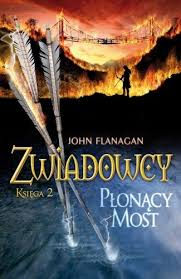 JOHN FLANAGAN
ZWIADOWCY
KSIĘGA 2
PŁONĄCY
MOST